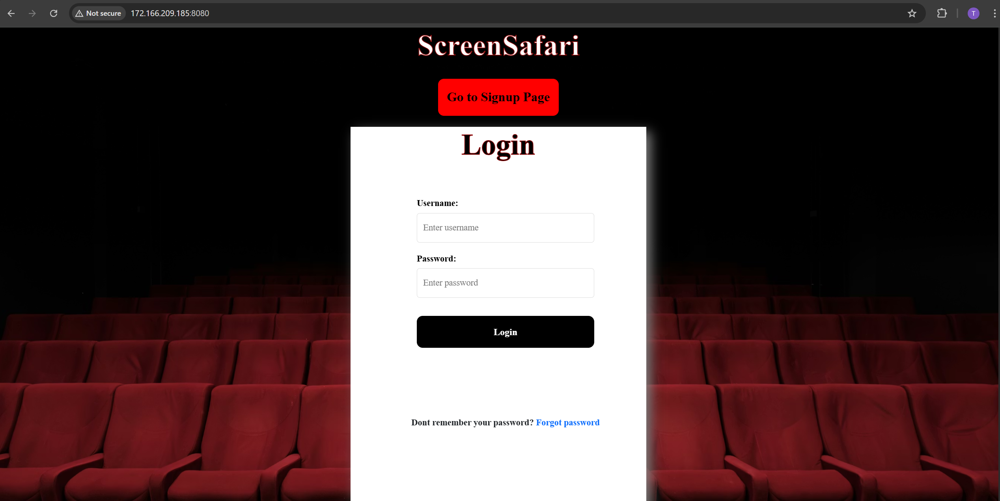 Not secure 172.166.209.185:8080
T
ScreenSafari
Go to Signup Page
Login
Username:
Enter username
Password:
Enter password
Login
Dont remember your password? Forgot password